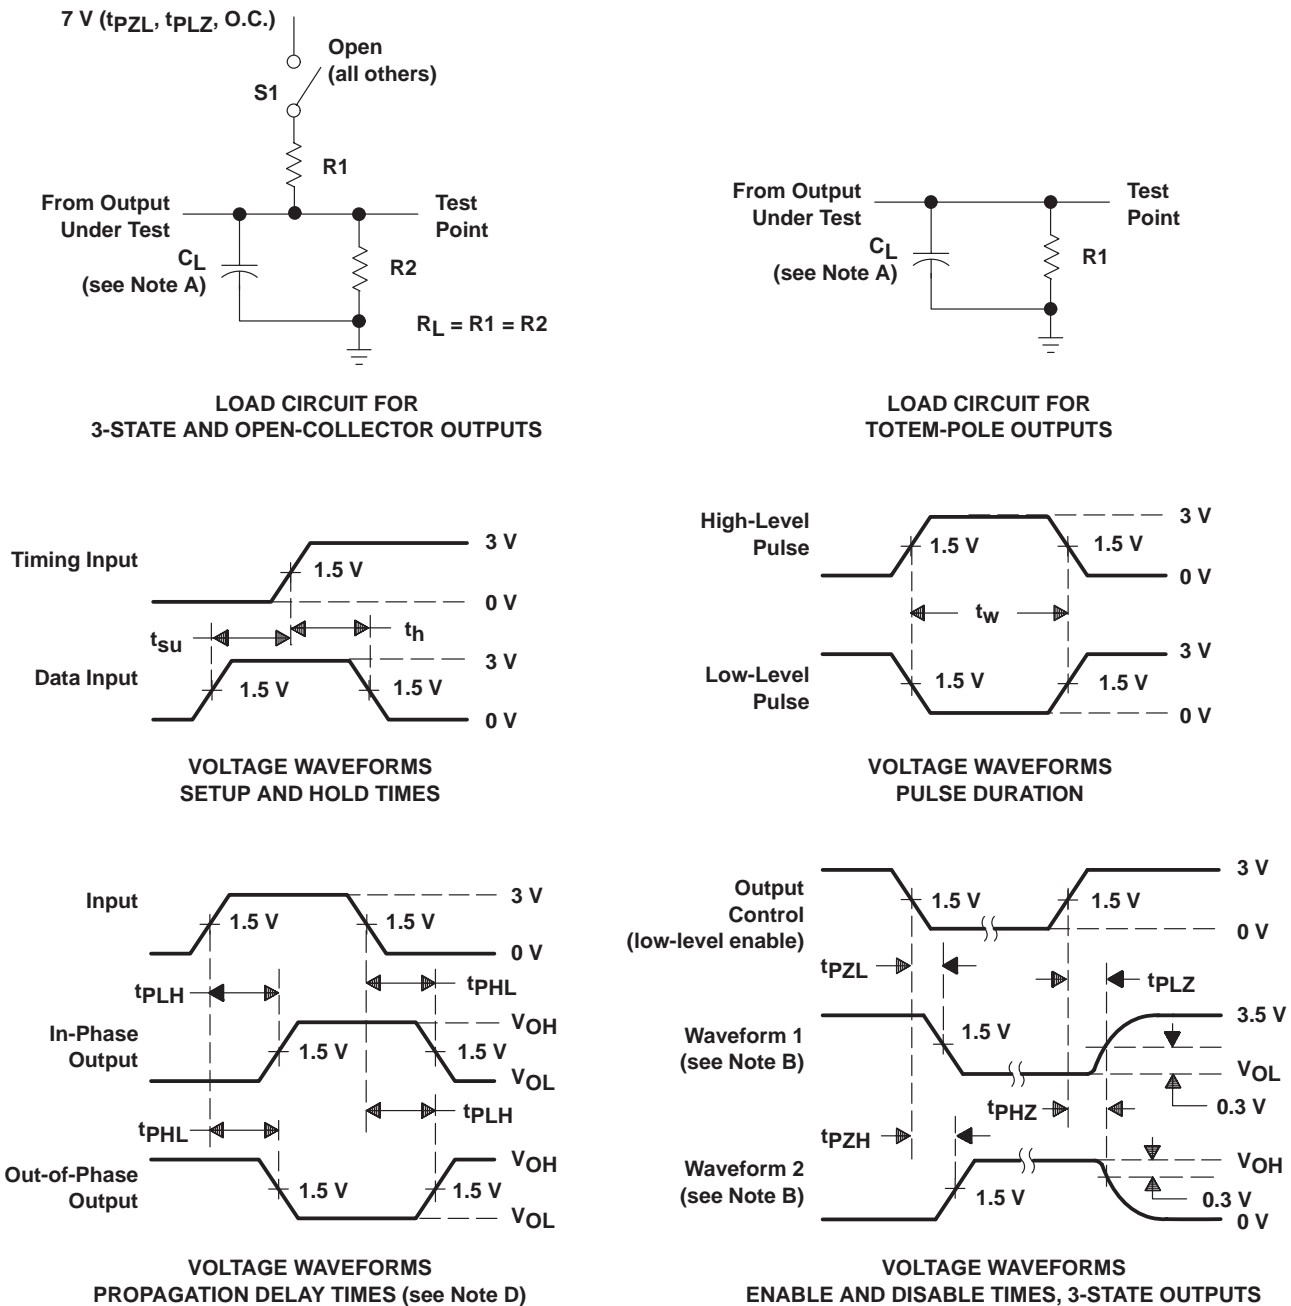 7 V (tPZL, tPLZ, O.C.)
Open
(all others)
S1
R1
From Output
Under Test
Test
Point
CL
(see Note A)
R2
RL = R1 = R2
LOAD CIRCUIT FOR
3-STATE AND OPEN-COLLECTOR OUTPUTS
From Output
Under Test
Test
Point
CL
(see Note A)
R1
LOAD CIRCUIT FOR
TOTEM-POLE OUTPUTS
Timing Input
1.5 V
3 V
0 V
tsu
th
Data Input
1.5 V
1.5 V
3 V
0 V
VOLTAGE WAVEFORMS
SETUP AND HOLD TIMES
High-Level
Pulse
1.5 V
1.5 V
3 V
0 V
tw
Low-Level
Pulse
1.5 V
1.5 V
3 V
0 V
VOLTAGE WAVEFORMS
PULSE DURATION
Input
1.5 V
1.5 V
3 V
0 V
tPLH
tPHL
In-Phase
Output
1.5 V
1.5 V
VOH
VOL
tPHL
tPLH
Out-of-Phase
Output
1.5 V
1.5 V
VOH
VOL
VOLTAGE WAVEFORMS
PROPAGATION DELAY TIMES (see Note D)
Output
Control
(low-level enable)
1.5 V
1.5 V
3 V
0 V
tPZL
tPLZ
Waveform 1
(see Note B)
1.5 V
3.5 V
VOL
0.3 V
tPHZ
tPZH
Waveform 2
(see Note B)
1.5 V
VOH
0.3 V
0 V
VOLTAGE WAVEFORMS
ENABLE AND DISABLE TIMES, 3-STATE OUTPUTS